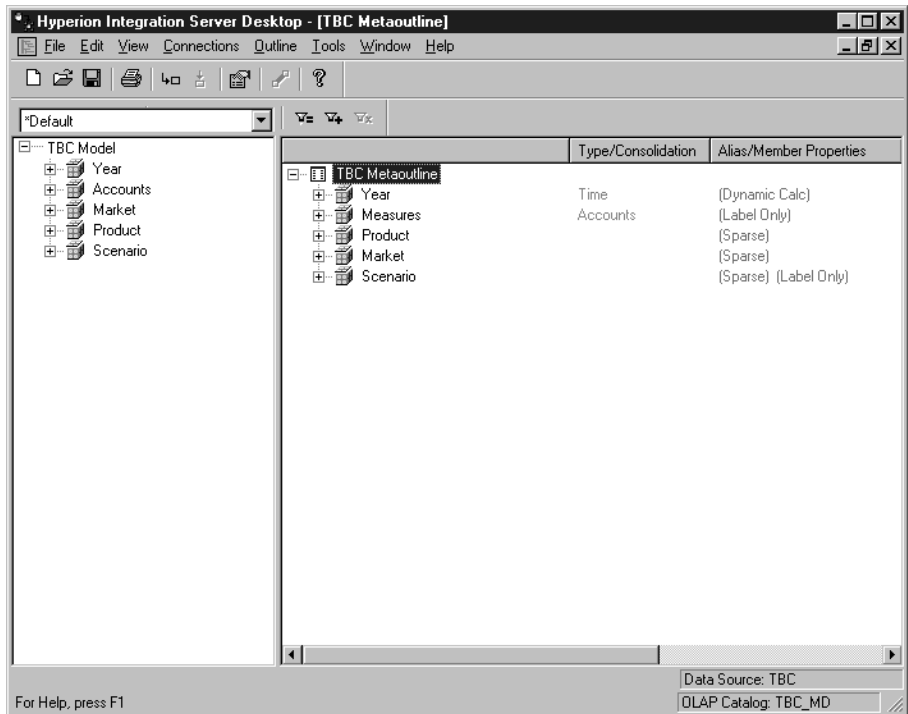 Hyperion Integration Server Desktop - [TBC Metaoutline]
File Edit View Connections Outline Tools Window Help
*Default
TBC Model
Year
Accounts
Market
Product
Scenario
Type/Consolidation Alias/Member Properties
TBC Metaoutline
Year Time (Dynamic Calc)
Measures Accounts (Label Only)
Product (Sparse)
Market (Sparse)
Scenario (Sparse) (Label Only)
Data Source: TBC
For Help, press F1 OLAP Catalog: TBC_MD